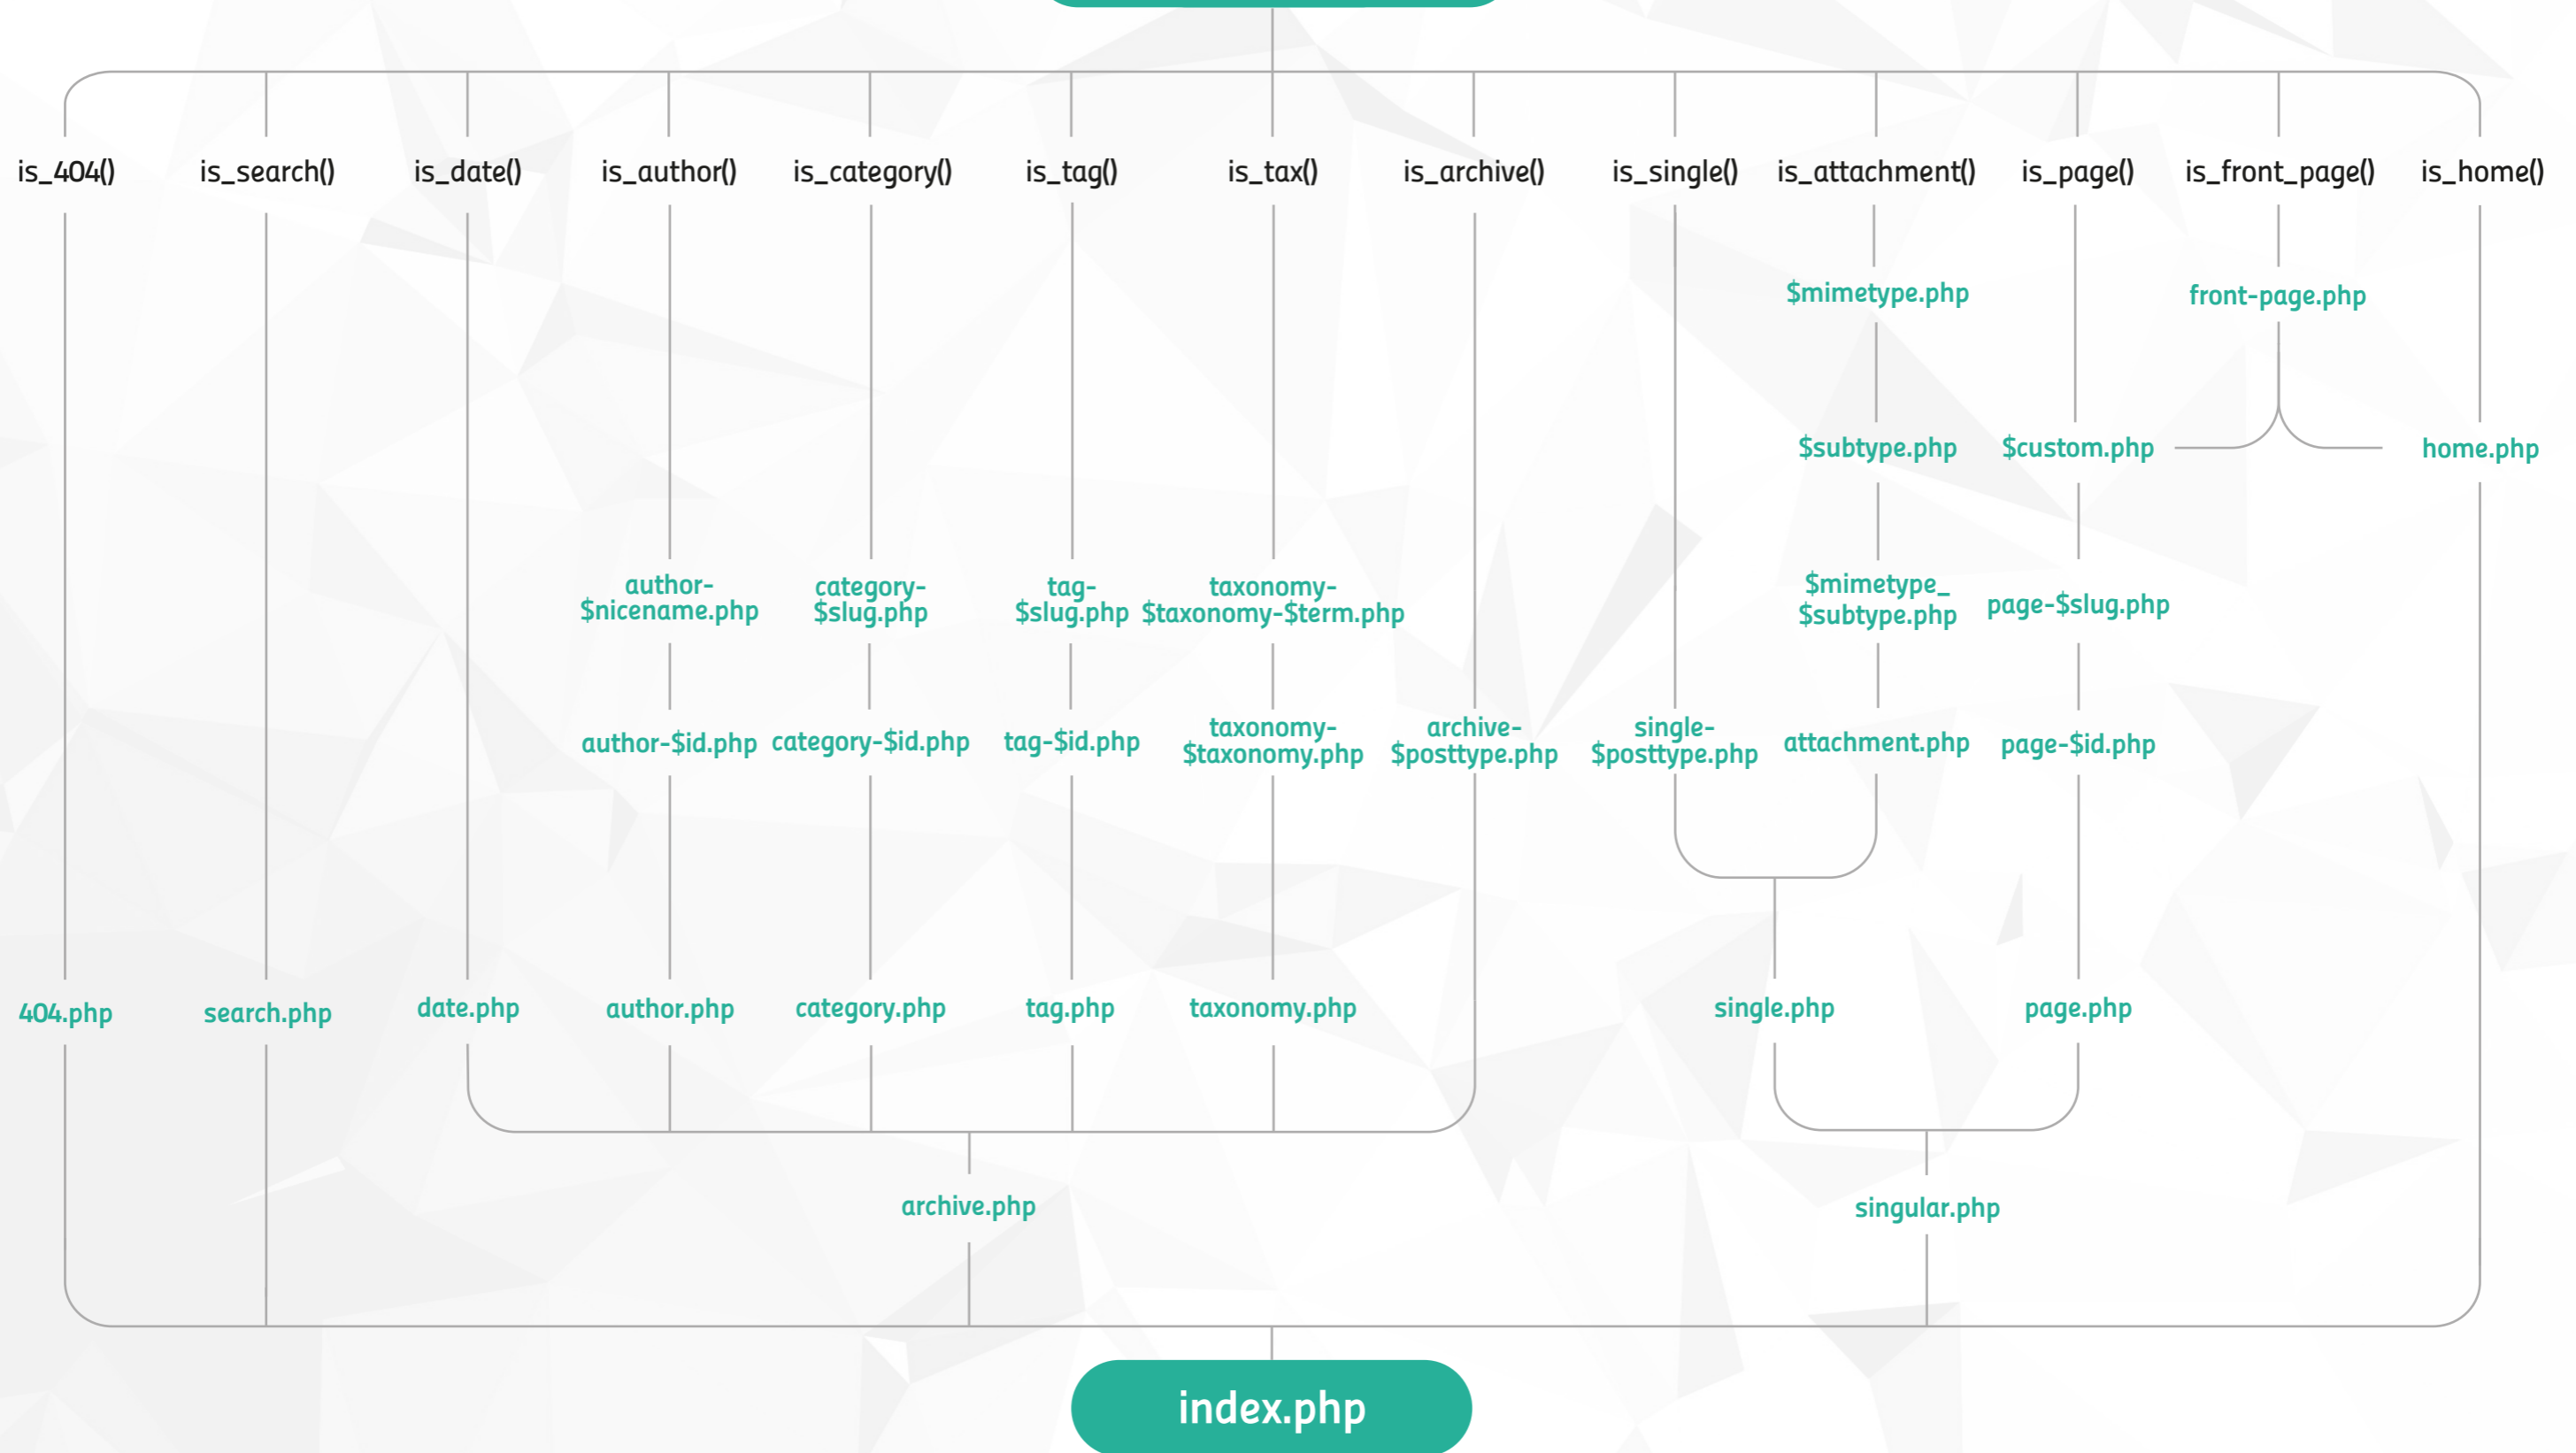 is_404()
is_search()
is_date()
is_author()
is_category()
is_tag()
is_tax()
is_archive()
is_single()
is_attachment()
is_page()
is_front_page()
is_home()
$mimetype.php
front-page.php
$subtype.php
$custom.php
home.php
author-
$nicename.php
category-
$slug.php
tag-
$slug.php
taxonomy-
$taxonomy-$term.php
$mimetype_
$subtype.php
page-$slug.php
author-$id.php
category-$id.php
tag-$id.php
taxonomy-
$taxonomy.php
archive-
$posttype.php
single-
$posttype.php
attachment.php
page-$id.php
404.php
search.php
date.php
author.php
category.php
tag.php
taxonomy.php
single.php
page.php
archive.php
singular.php
index.php